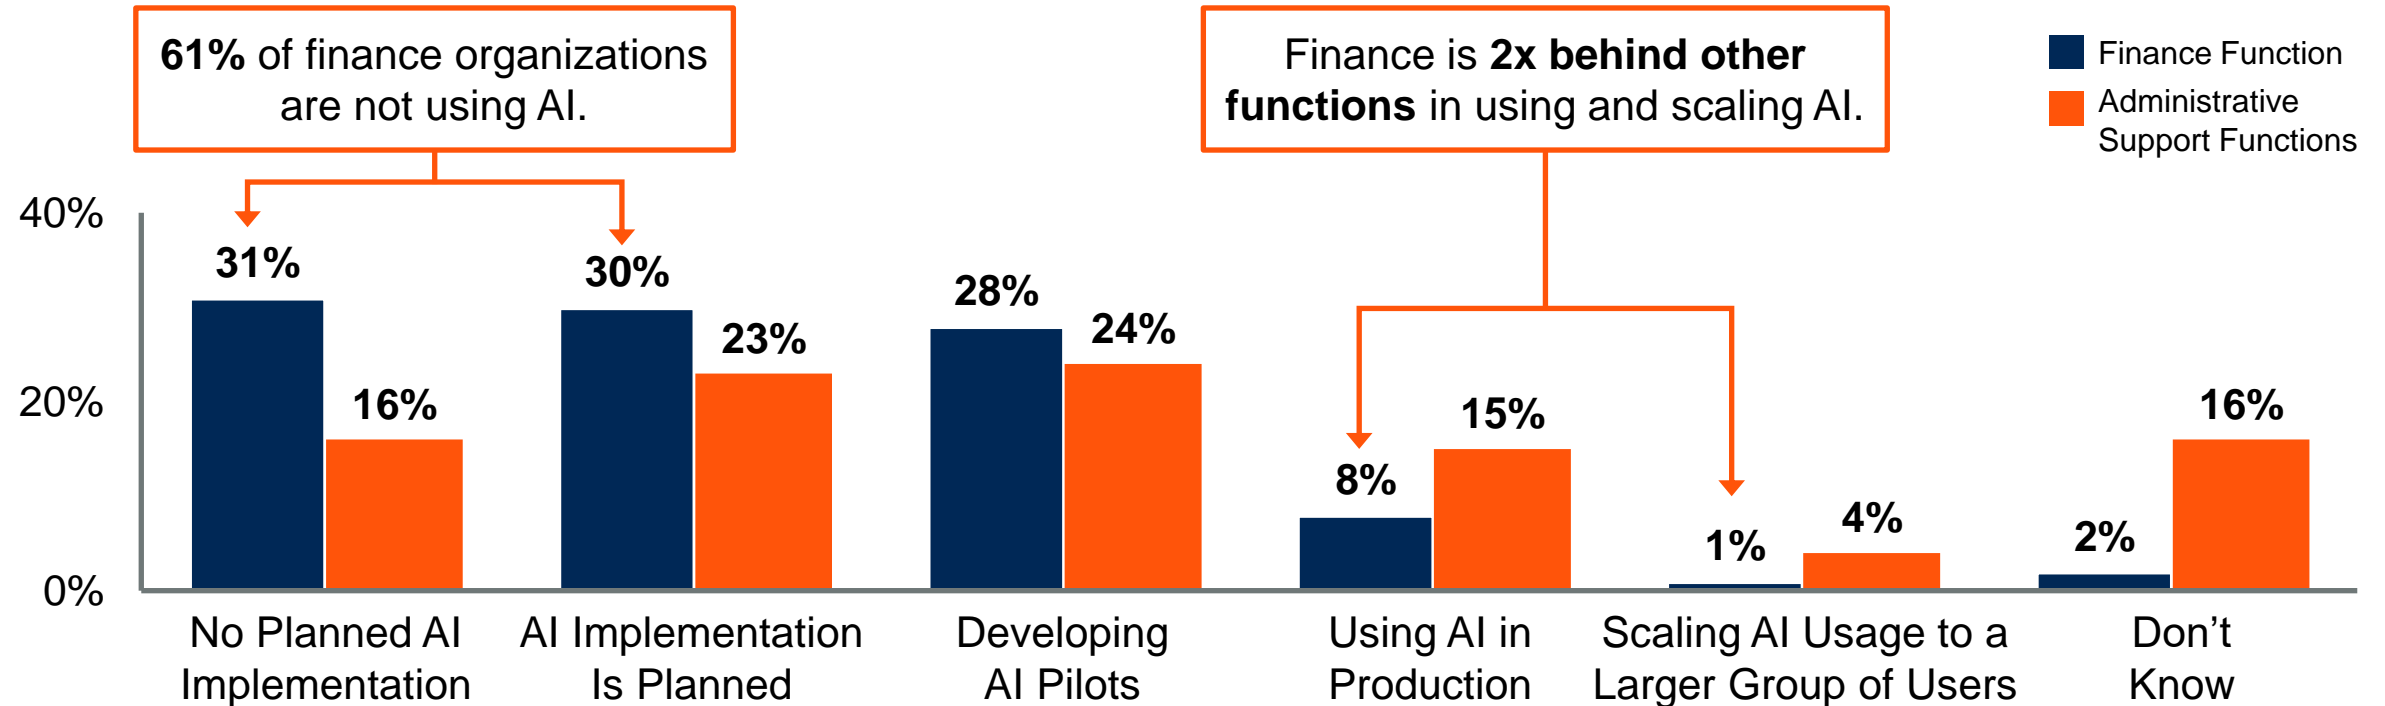 61% of finance organizations
are not using AI.
Finance is 2x behind other
functions in using and scaling AI.
Finance Function
Administrative
Support Functions
40%
20%
0%
31%
16%
30%
23%
28%
24%
8%
15%
1%
4%
2%
16%
No Planned AI
Implementation
AI Implementation
Is Planned
Developing
AI Pilots
Using AI in
Production
Scaling AI Usage to a
Larger Group of Users
Don’t
Know